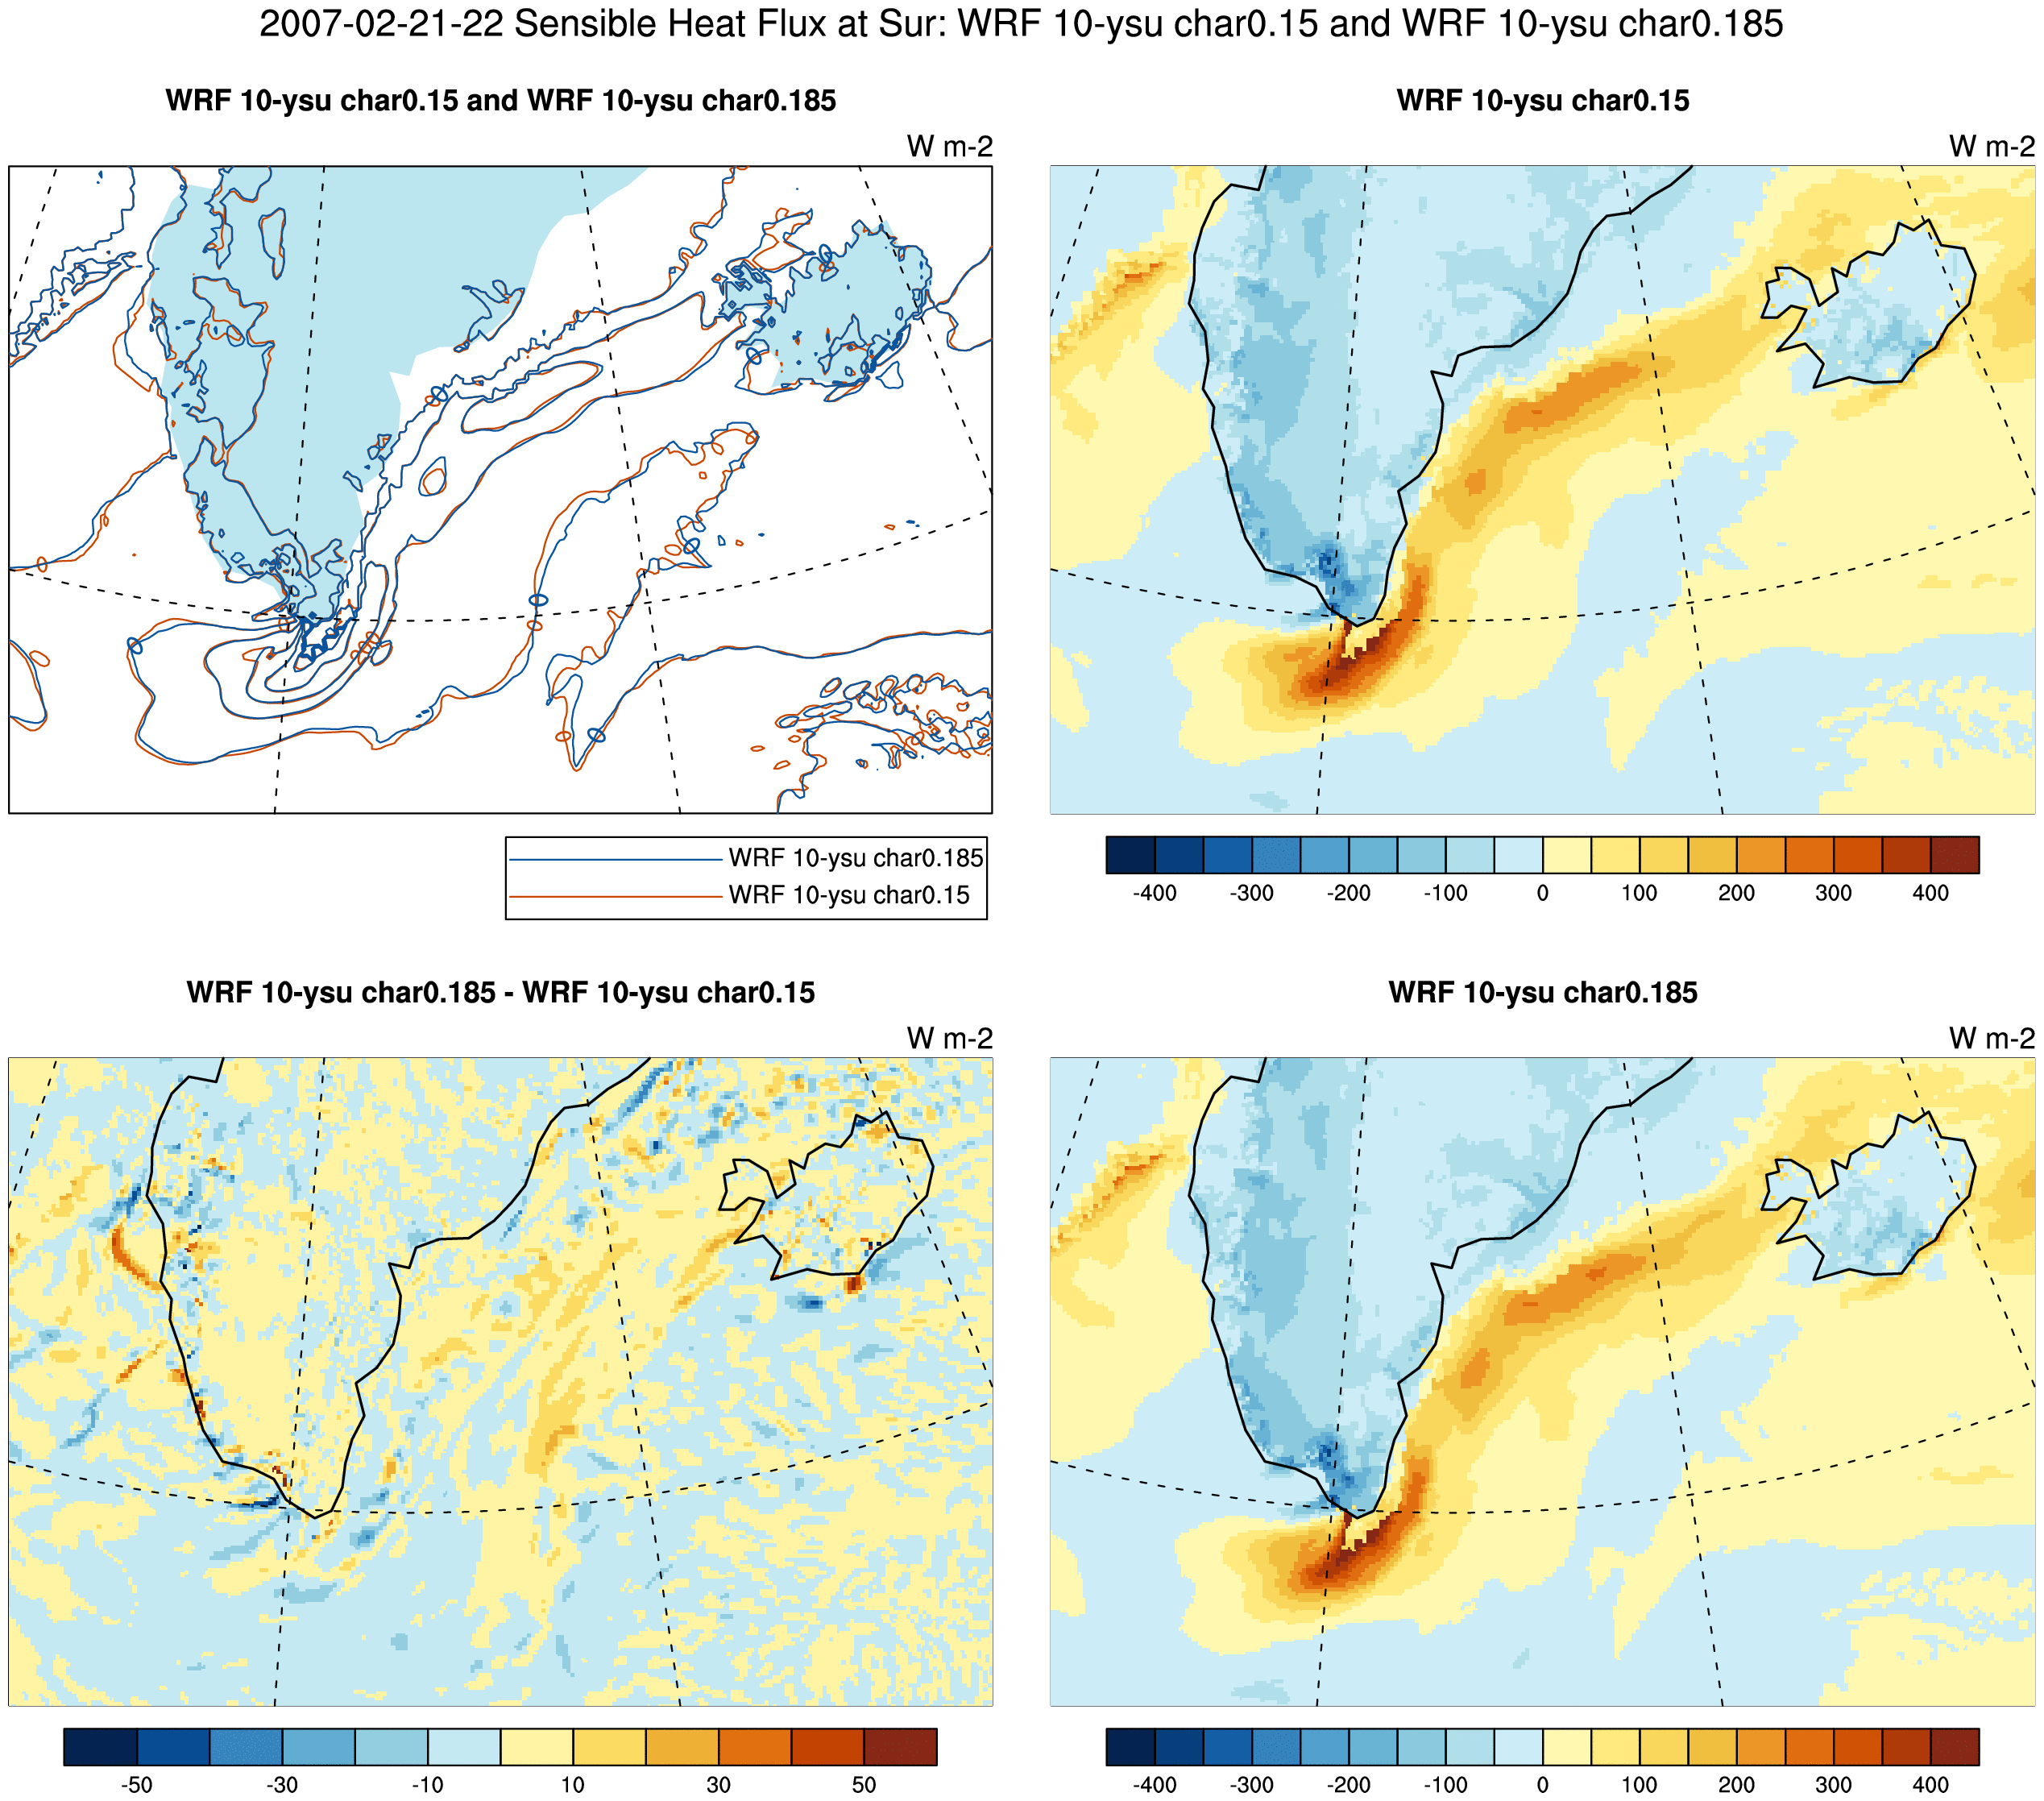 2007-02-21-22 Sensible Heat Flux at Sur: WRF 10-ysu char0.15 and WRF 10-ysu char0.185
WRF 10-ysu char0.15 and WRF 10-ysu char0.185
W m-2
WRF 10-ysu char0.185
WRF 10-ysu char0.15
WRF 10-ysu char0.15
W m-2
-400 -300 -200 -100 0 100 200 300 400
WRF 10-ysu char0.185 - WRF 10-ysu char0.15
W m-2
-50 -30 -10 10 30 50
WRF 10-ysu char0.185
W m-2
-400 -300 -200 -100 0 100 200 300 400